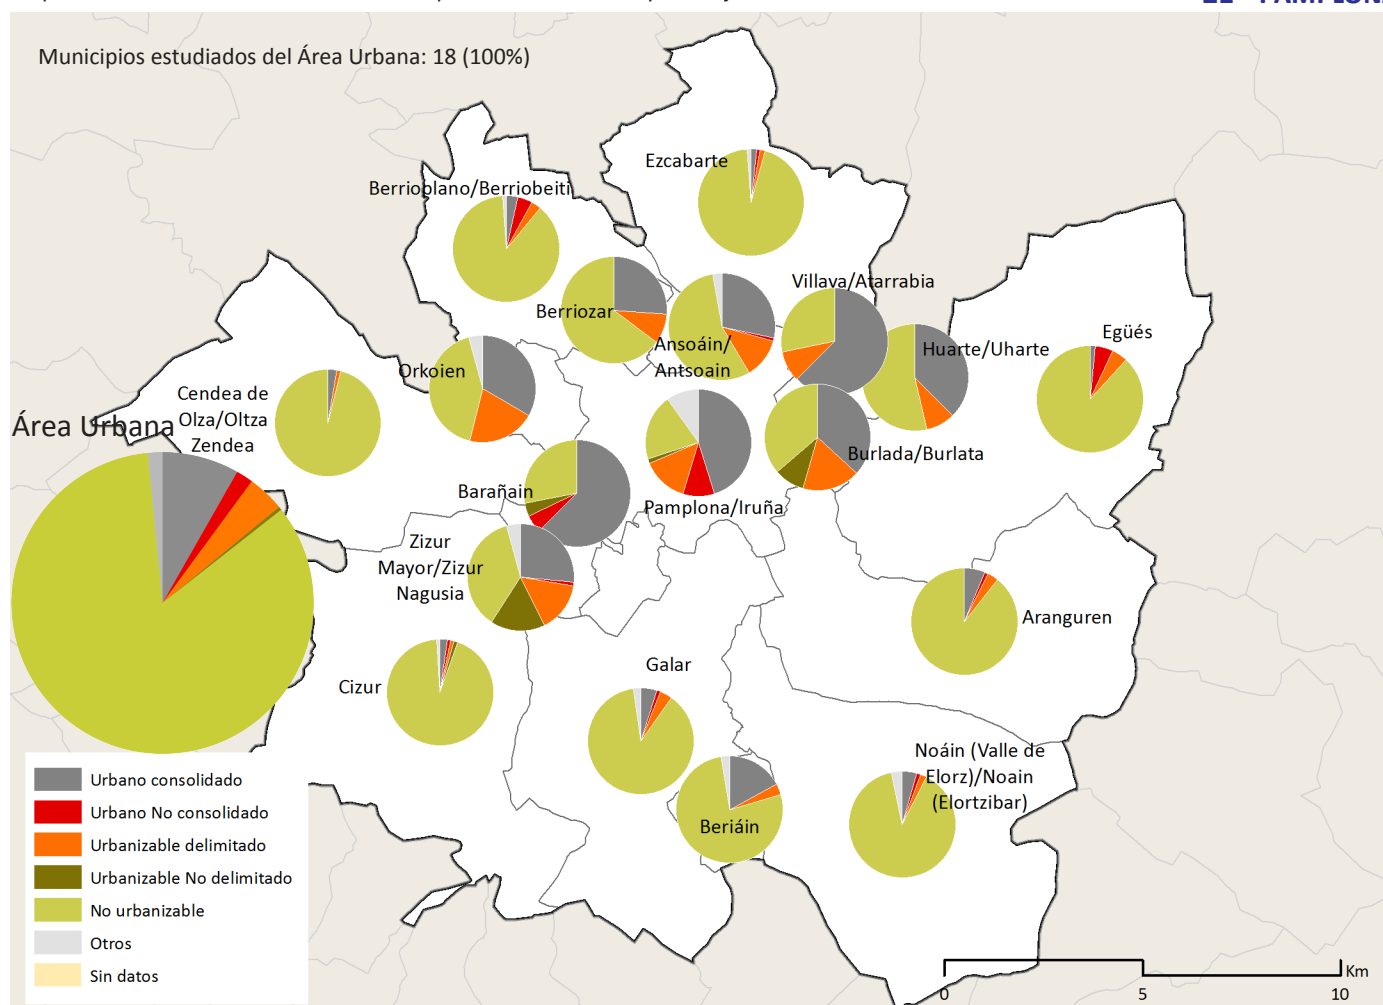 Municipios estudiados del Área Urbana: 18 (100%)
Ezcabarte
Berrioplano/Berriobeiti
Villava/Atarrabia
Berriozar
Egüés
Ansoáin/
Antsoain
Huarte/Uharte
Orkoien
Cendea de
Olza/Oltza
Zendea
Área Urbana
Burlada/Burlata
Barañain
Pamplona/Iruña
Zizur
Mayor/Zizur
Nagusia
Aranguren
Galar
Cizur
Noáin (Valle de
Elorz)/Noain
(Elortzibar)
Beriáin
Urbano consolidado
Urbano No consolidado
Urbanizable delimitado
Urbanizable No delimitado
No urbanizable
Otros
Sin datos
Km
0 5 10